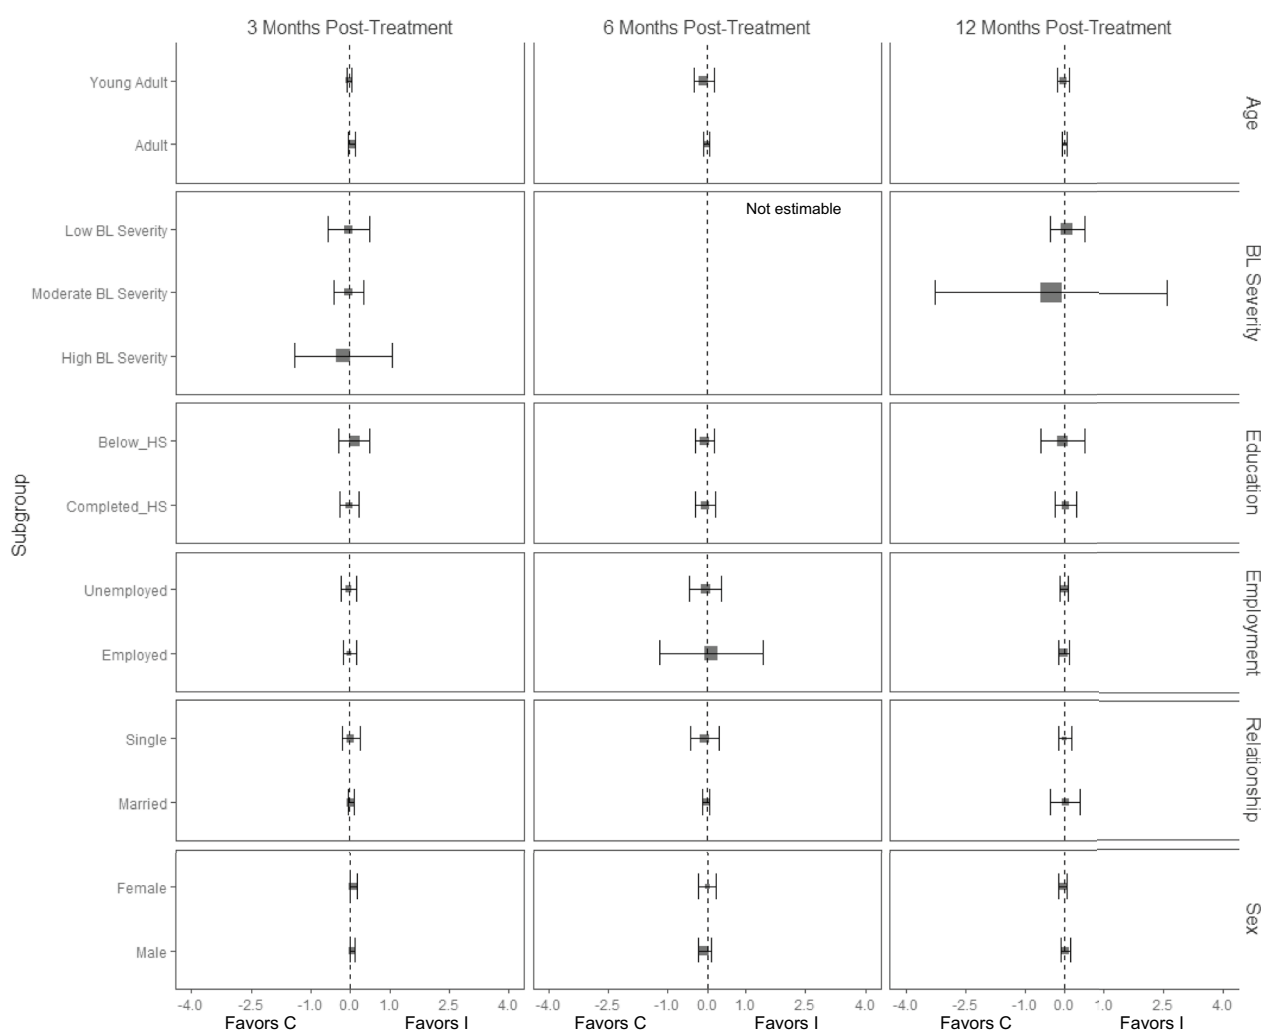 3 Months Post-Treatment 6 Months Post-Treatment 12 Months Post-Treatment
Young Adult
Adult
Age
Not estimable
Low BL Severity
Moderate BL Severity
High BL Severity
BL Severity
Below_HS
Completed_HS
Education
Subgroup
Unemployed
Employed
Employment
Single
Married
Relationship
Female
Male
Sex
-4.0 -2.5 -1.0 0.0 1.0 2.5 4.0 -4.0 -2.5 -1.0 0.0 1.0 2.5 4.0 -4.0 -2.5 -1.0 0.0 1.0 2.5 4.0
Favors C Favors I Favors C Favors I Favors C Favors I